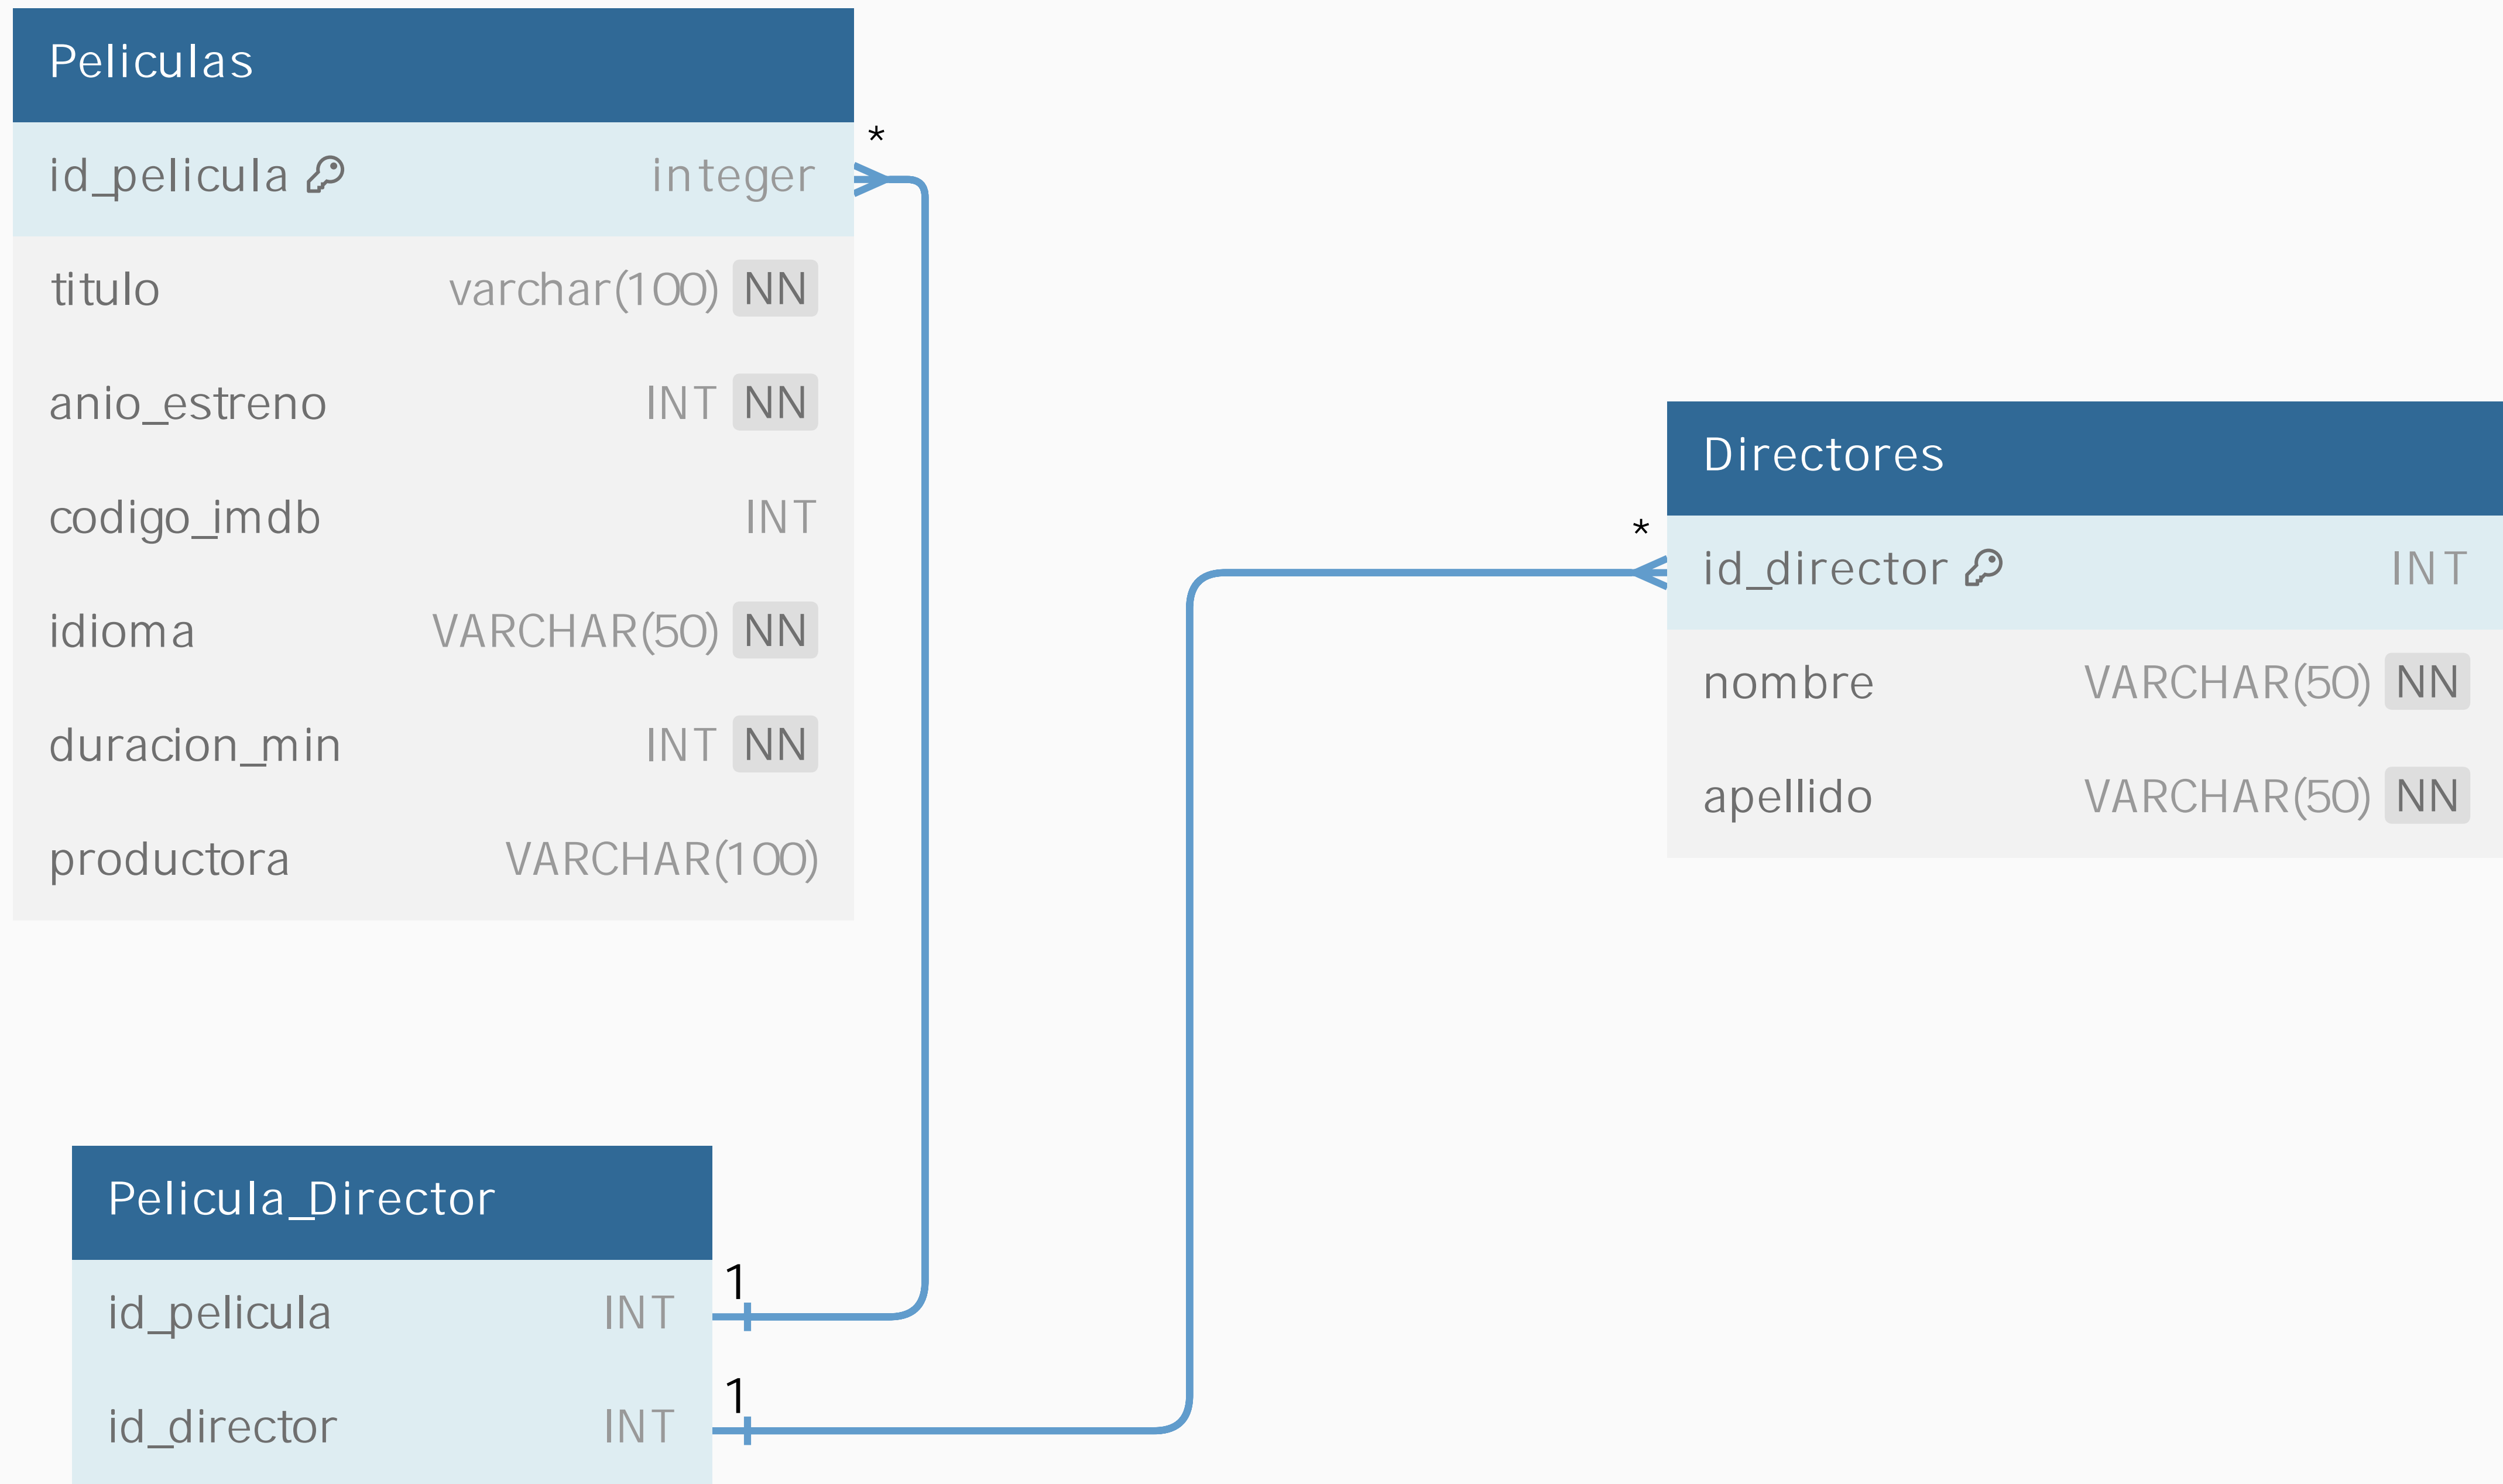 Peliculas
*
id_pelicula integer
titulo varchar(100) NN
anio_estreno INT NN
codigo_imdb INT
idioma VARCHAR(50) NN
duracion_min INT NN
productora VARCHAR(100)
Directores
*
id_director INT
nombre VARCHAR(50) NN
apellido VARCHAR(50) NN
Pelicula_Director
1
id_pelicula INT
1
id_director INT